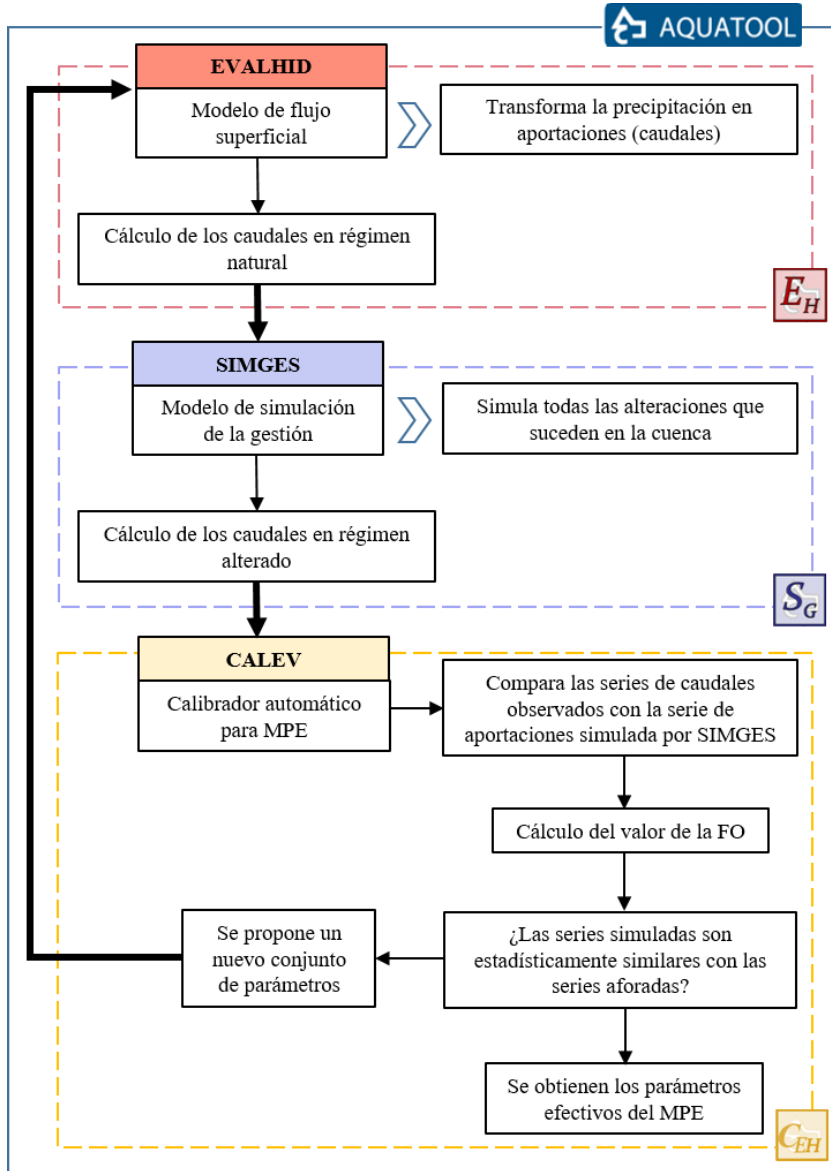 AQUATOOL
EVALHID
Modelo de flujo
superficial
Transforma la precipitación en
aportaciones (caudales)
Cálculo de los caudales en régimen
natural
EH
SIMGES
Modelo de simulación
de la gestión
Simula todas las alteraciones que
suceden en la cuenca
Cálculo de los caudales en régimen
alterado
SG
CALEV
Calibrador automático
para MPE
Compara las series de caudales
observados con la serie de
aportaciones simulada por SIMGES
Cálculo del valor de la FO
¿Las series simuladas son
estadísticamente similares con las
series aforadas?
Se propone un
nuevo conjunto
de parámetros
Se obtienen los parámetros
efectivos del MPE
CEH